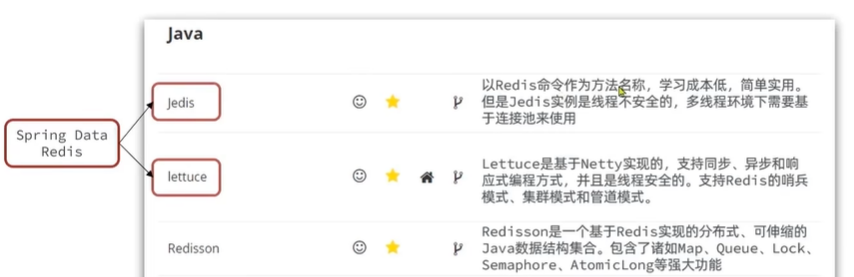 Java
Spring Data
Redis
Jedis
以Redis命令作为方法名称，学习成本低，简单实用。
但是Jedis实例是线程不安全的，多线程环境下需要基
于连接池来使用
lettuce
Lettuce是基于Netty实现的，支持同步、异步和响
应式编程方式，并且是线程安全的。支持Redis的哨兵
模式、集群模式和管道模式。
Redisson
Redisson是一个基于Redis实现的分布式、可伸缩的
Java数据结构集合。包含了诸如Map、Queue、Lock、
Semaphore、AtomicLong等强大功能